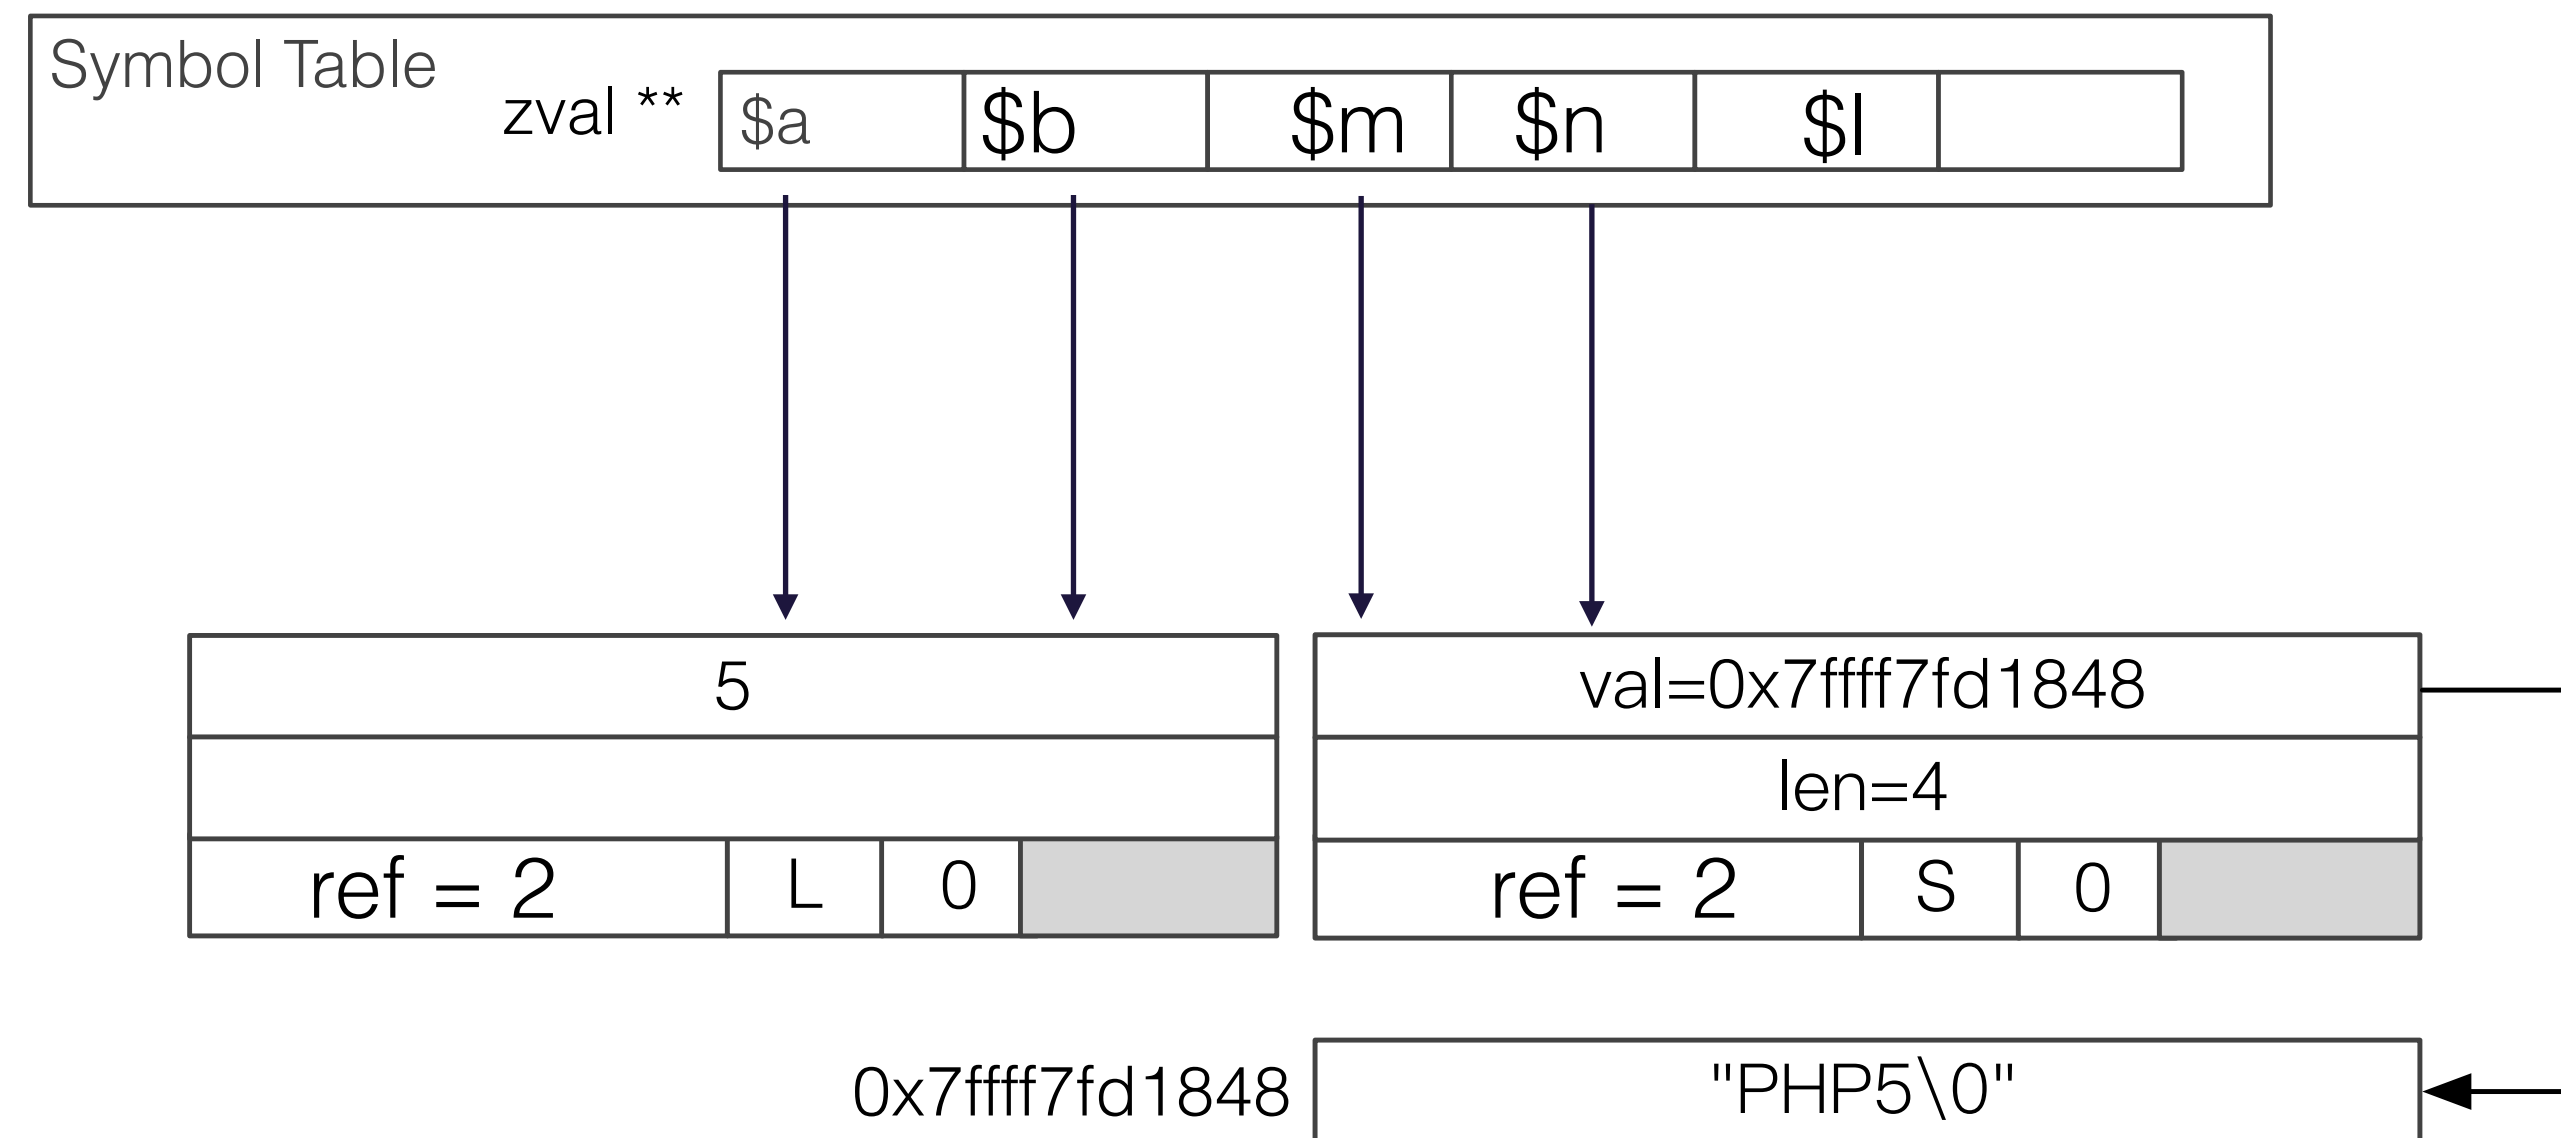 Symbol Table
zval **
$a
$b
$m
$n
$l
5
val=0x7ffff7fd1848
len=4
ref = 2
L
0
ref = 2
S
0
0x7ffff7fd1848
"PHP5\0"